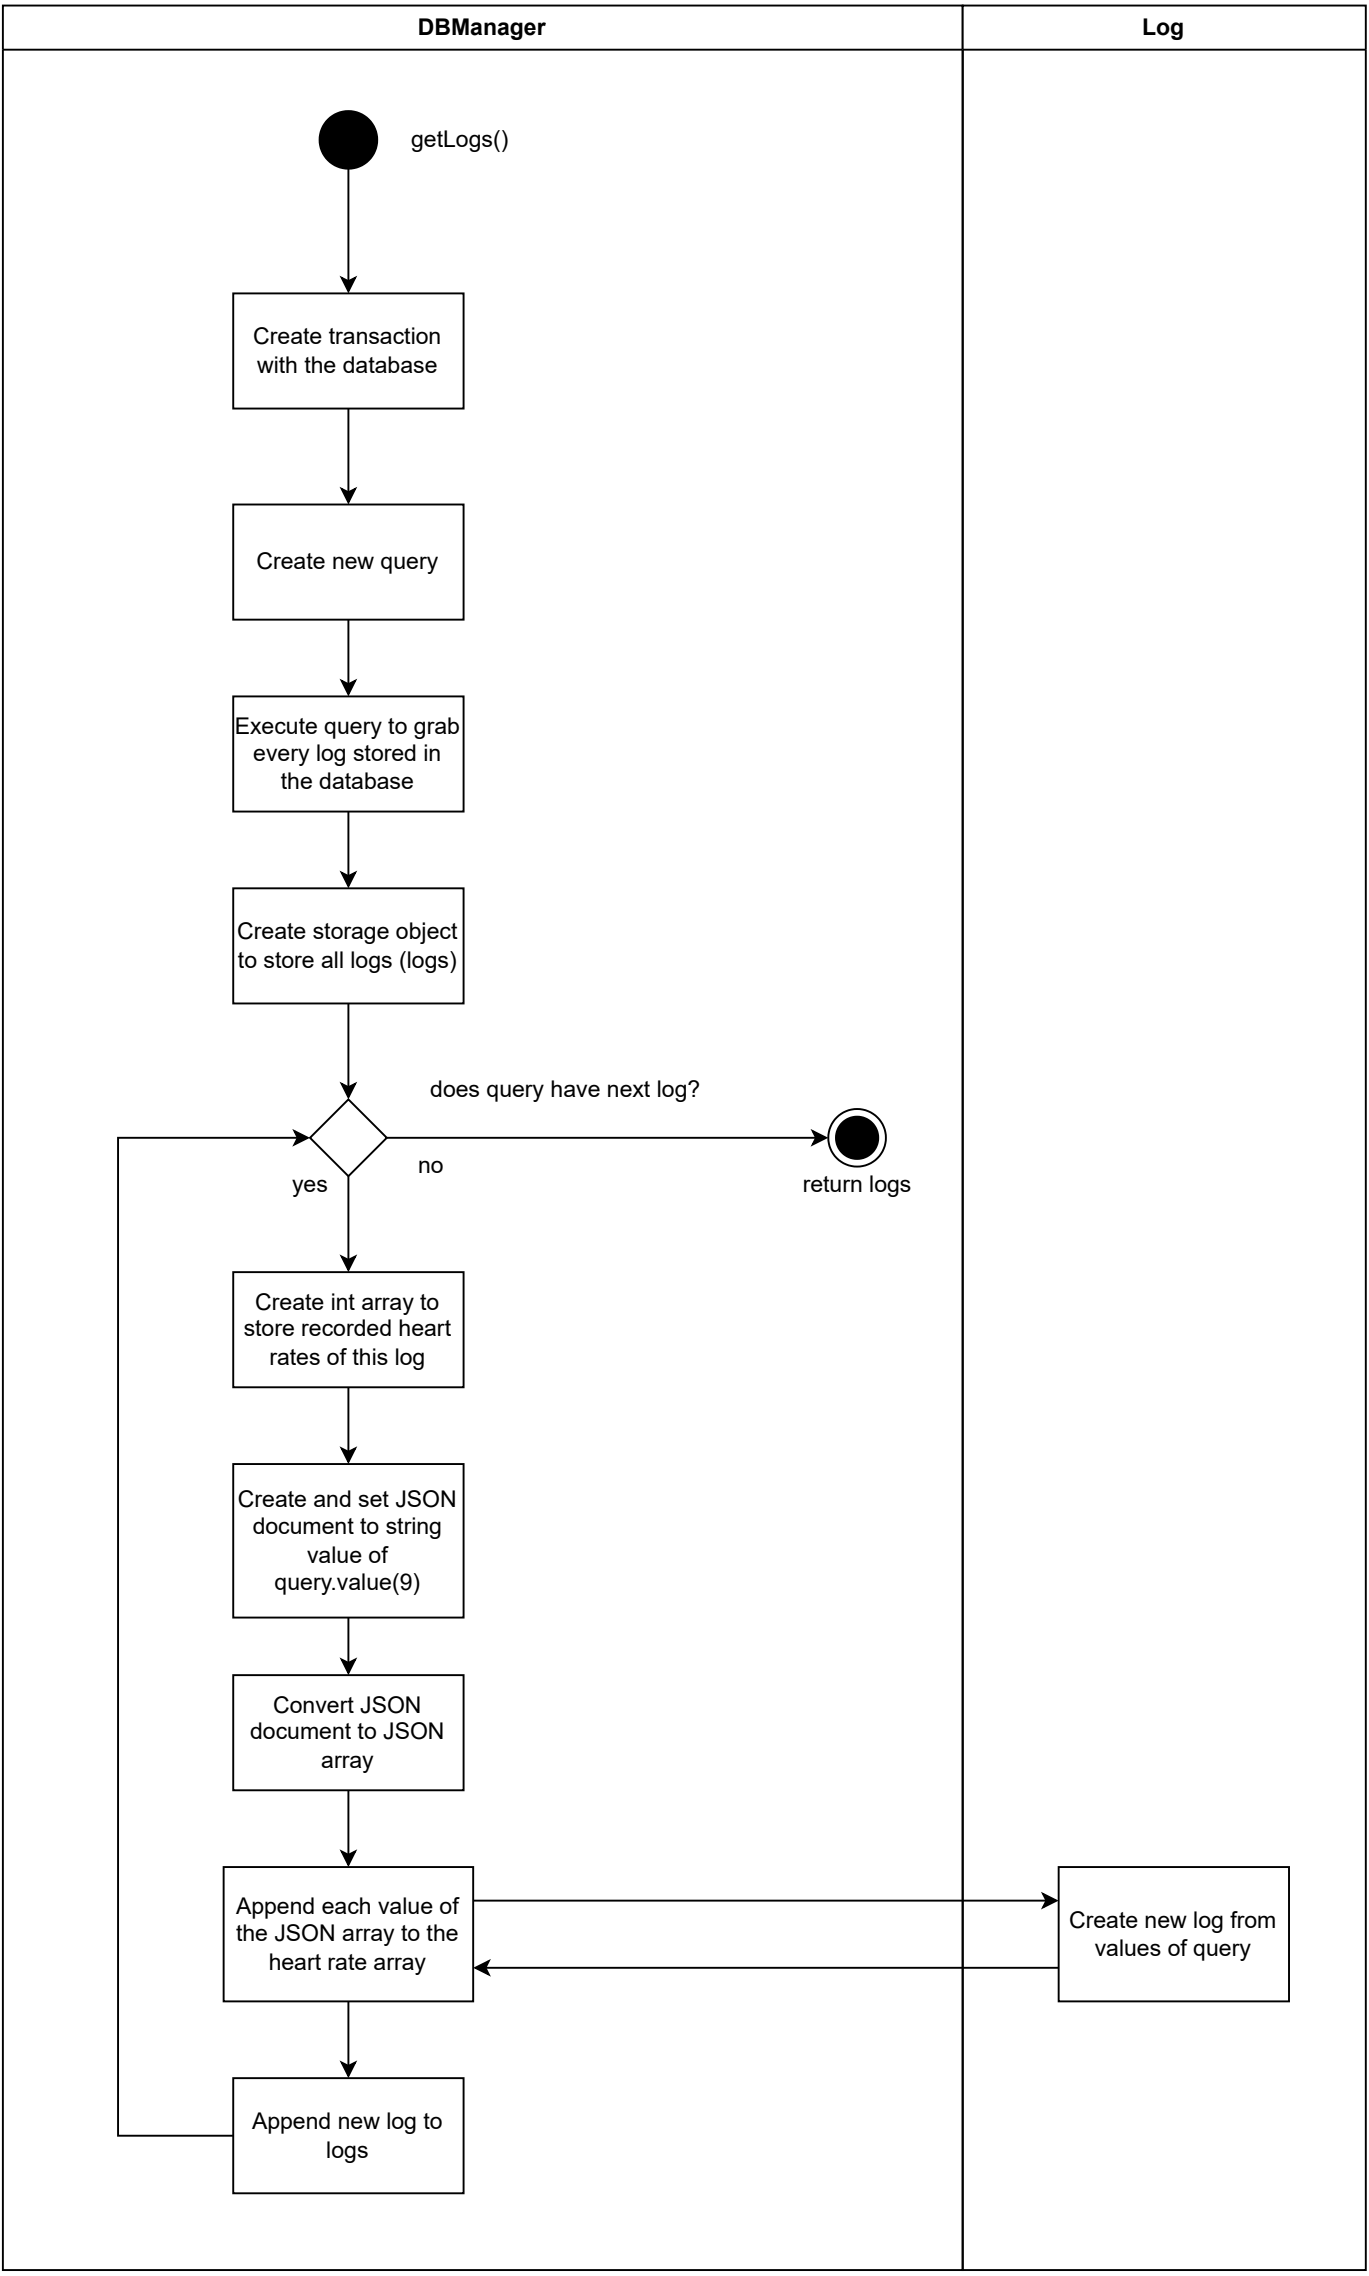 DBManager
Log
getLogs()
Create transaction
with the database
Create new query
Execute query to grab
every log stored in
the database
Create storage object
to store all logs (logs)
does query have next log?
no
yes
return logs
Create int array to
store recorded heart
rates of this log
Create and set JSON
document to string
value of
query.value(9)
Convert JSON
document to JSON
array
Append each value of
the JSON array to the
heart rate array
Create new log from
values of query
Append new log to
logs